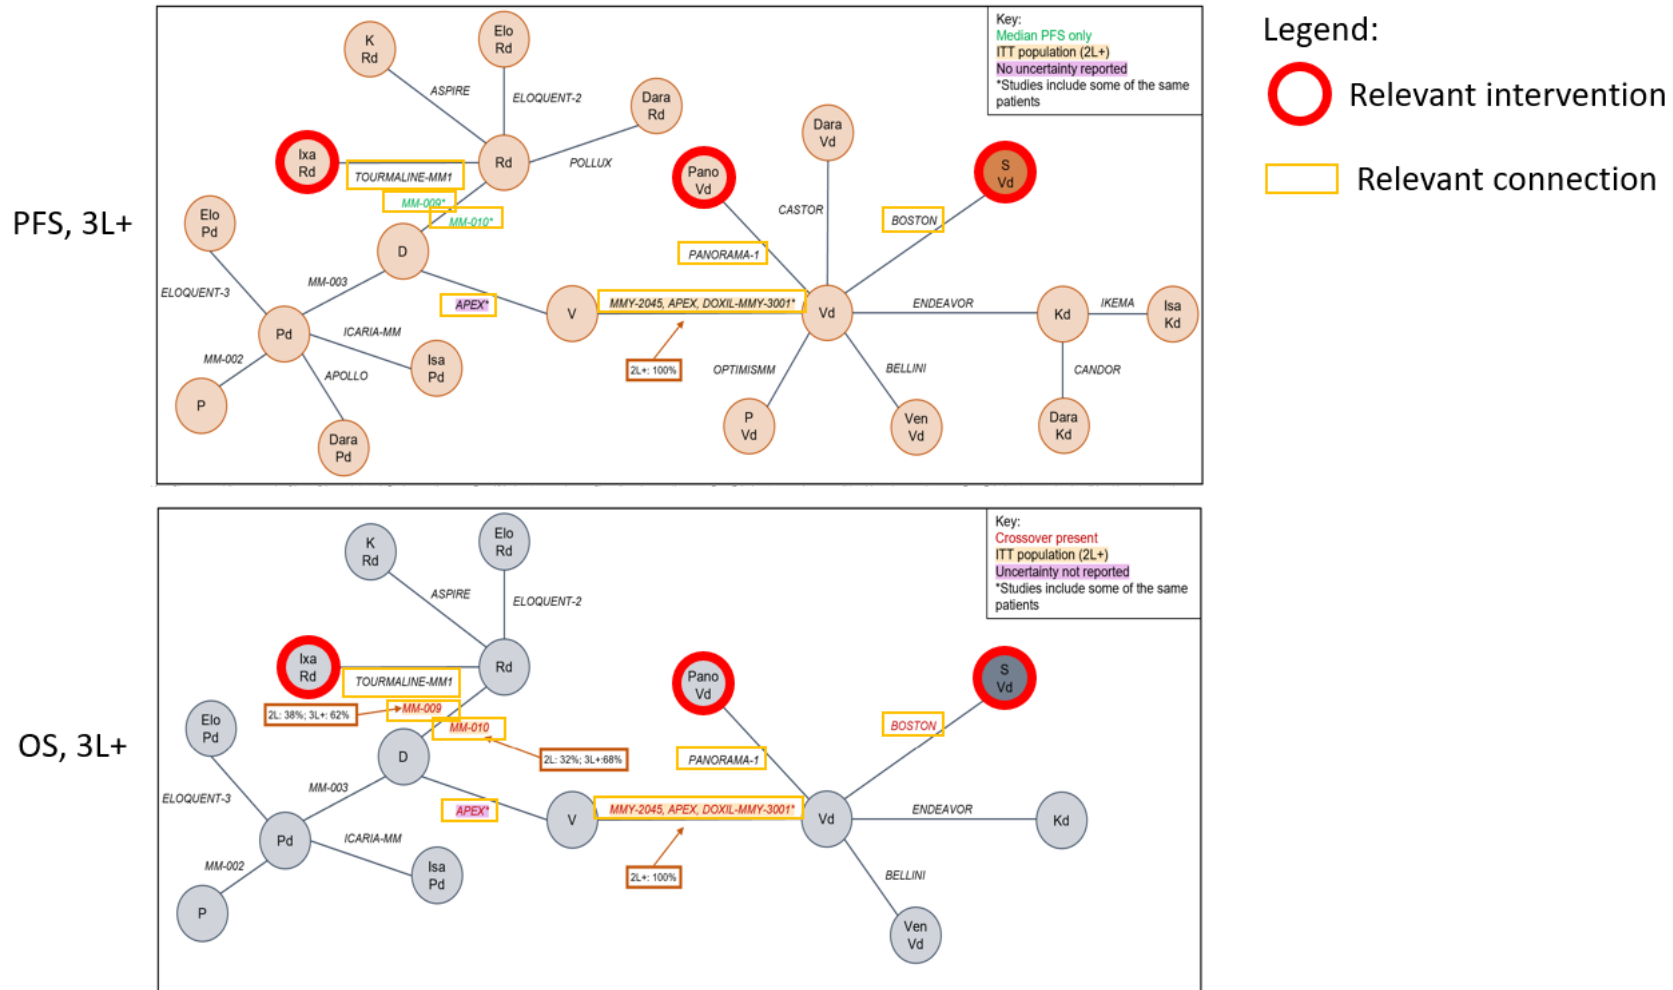 PFS, 3L+
K
Rd
Elo
Rd
Dara
Rd
ASPIRE
ELOQUENT-2
POLLUX
Ixa
Rd
Rd
TOURMALINE-MM1
MM-009*
MM-010*
Elo
Pd
D
ELOQUENT-3
MM-003
APEX*
Pd
ICARIA-MM
MM-002
APOLLO
Isa
Pd
P
Dara
Pd
V
MMY-2045, APEX, DOXIL-MMY-3001*
2L+: 100%
Pano
Vd
PANORAMA-1
Dara
Vd
CASTOR
S
Vd
BOSTON
Vd
ENDEAVOR
Kd
IKEMA
Isa
Kd
OPTIMISMM
BELLINI
CANDOR
P
Vd
Ven
Vd
Dara
Kd
Key:
Median PFS only
ITT population (2L+)
No uncertainty reported
*Studies include some of the same
patients
Legend:
Relevant intervention
Relevant connection
OS, 3L+
K
Rd
Elo
Rd
ASPIRE
ELOQUENT-2
Ixa
Rd
Rd
TOURMALINE-MM1
2L: 38%; 3L+: 62%
MM-009
MM-010
2L: 32%; 3L+:68%
Elo
Pd
D
ELOQUENT-3
MM-003
APEX*
Pd
ICARIA-MM
MM-002
Isa
Pd
P
V
MMY-2045, APEX, DOXIL-MMY-3001*
2L+: 100%
Pano
Vd
PANORAMA-1
S
Vd
BOSTON
Vd
ENDEAVOR
Kd
BELLINI
Ven
Vd
Key:
Crossover present
ITT population (2L+)
Uncertainty not reported
*Studies include some of the same
patients